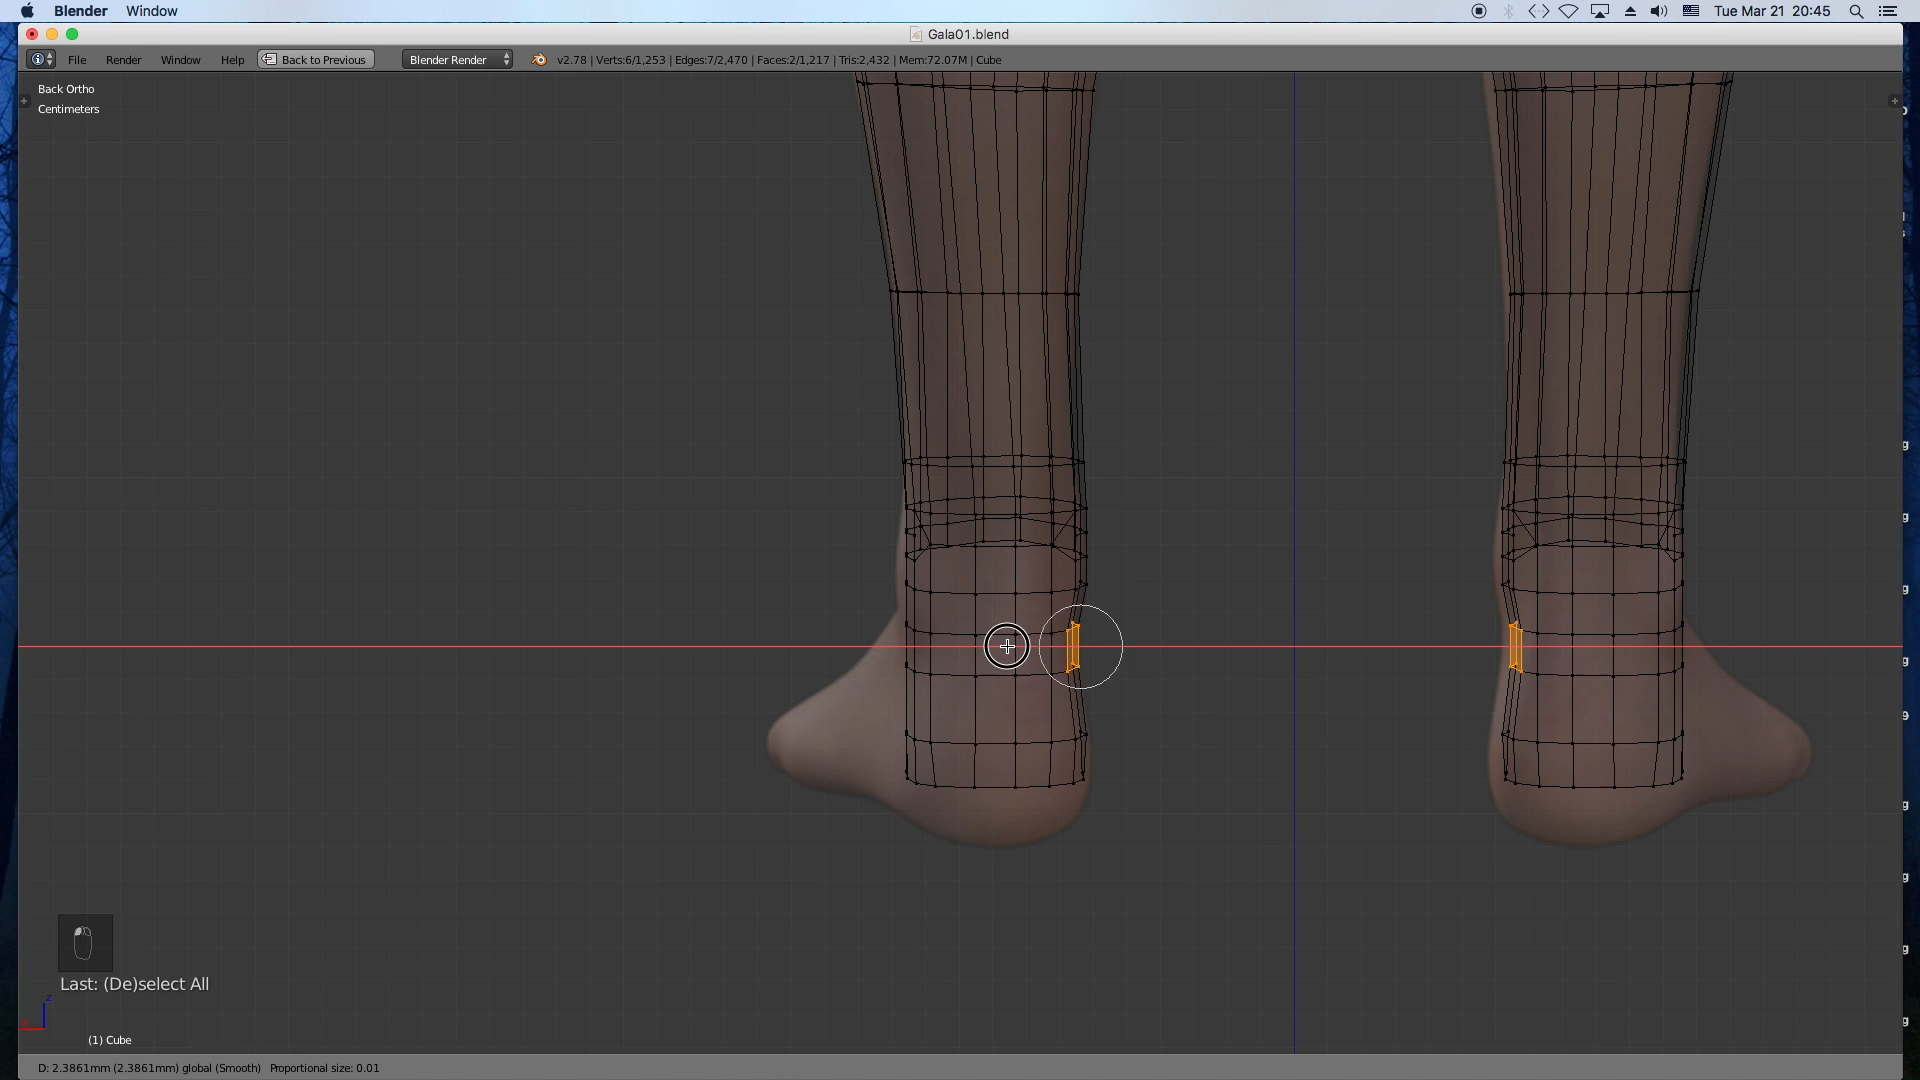 Blender Window Tue Mar 21 20:45
Gala01.blend
File Render Window Help Back to Previous Blender Render v2.78 | Verts:6/1,253 | Edges:7/2,470 | Faces:2/1,217 | Tris:2,432 | Mem:72.07M | Cube
Back Ortho
Centimeters
Last: (De)select All
z
(1) Cube
D: 2.3861mm (2.3861mm) global (Smooth) Proportional size: 0.01